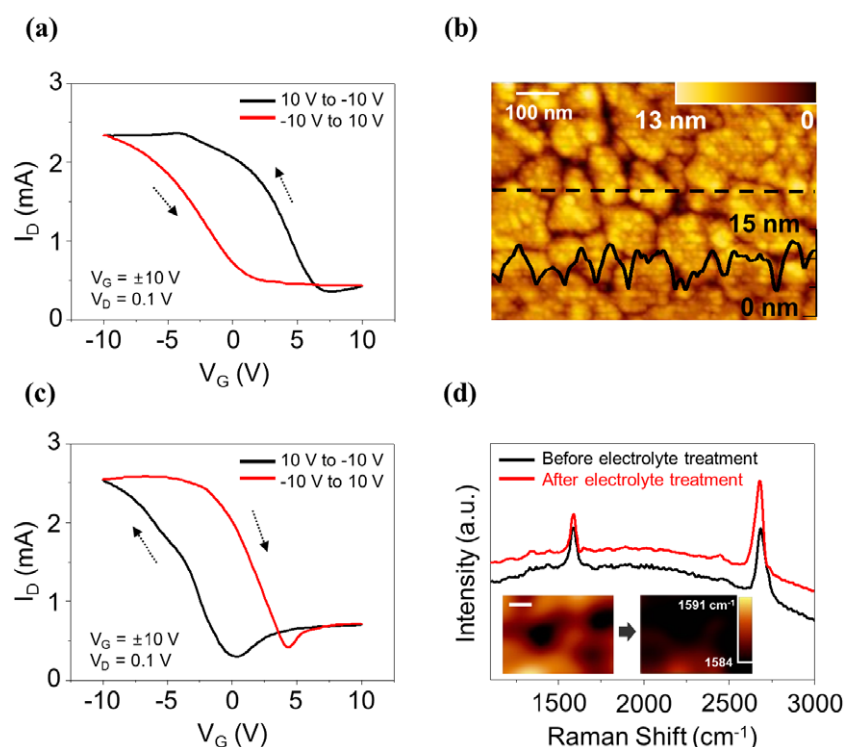 (a)
3
2
1
0
I_D (mA)
10 V to -10 V
-10 V to 10 V
V_G = ±10 V
V_D = 0.1 V
-10 -5 0 5 10
V_G (V)
(b)
100 nm
13 nm 0
15 nm
0 nm
(c)
3
2
1
0
I_D (mA)
10 V to -10 V
-10 V to 10 V
V_G = ±10 V
V_D = 0.1 V
-10 -5 0 5 10
V_G (V)
(d)
Before electrolyte treatment
After electrolyte treatment
Intensity (a.u.)
1591 cm⁻¹
1584
1500 2000 2500 3000
Raman Shift (cm⁻¹)